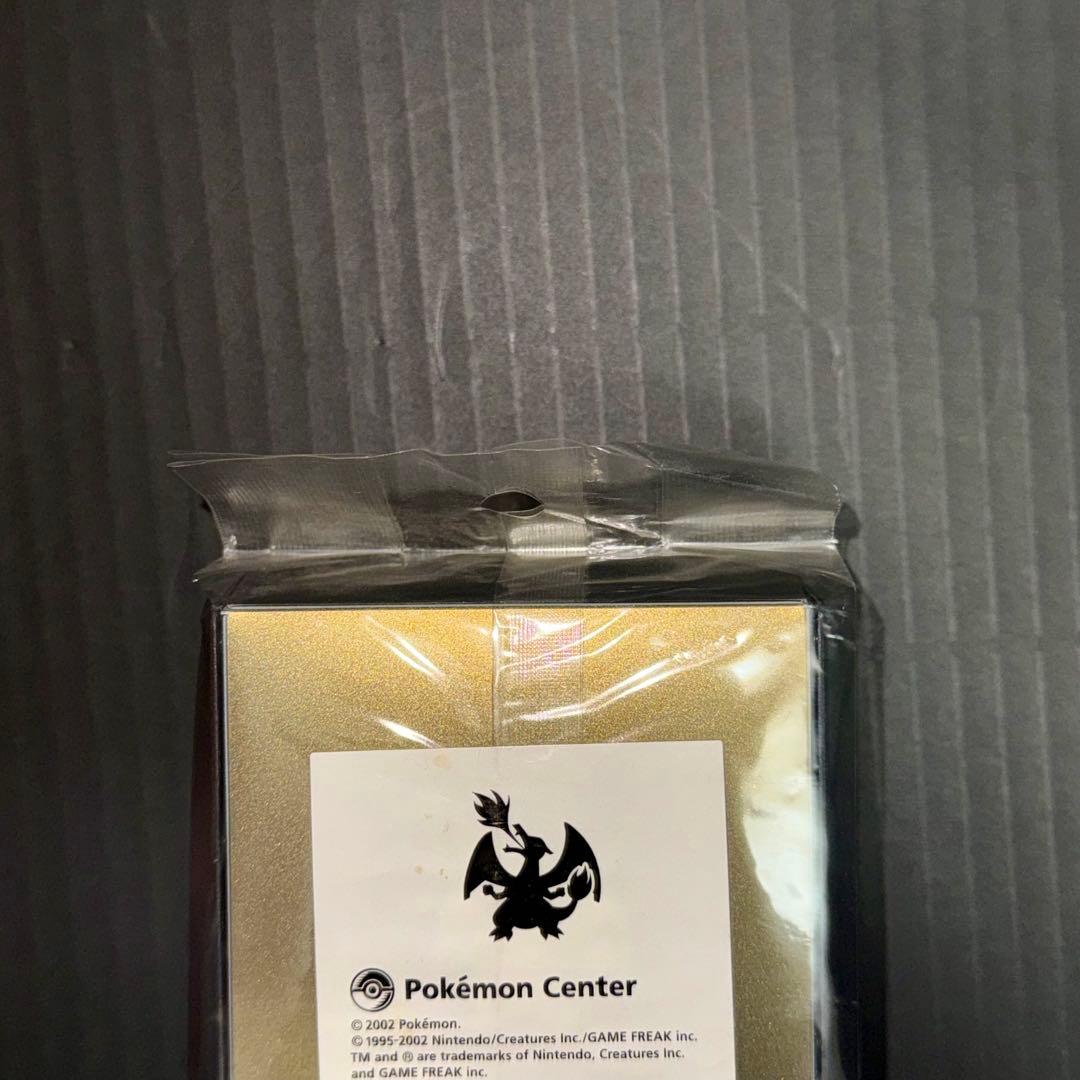 Pokémon Center
© 2002 Pokémon.
© 1995-2002 Nintendo/Creatures Inc./GAME FREAK inc.
TM and ® are trademarks of Nintendo, Creatures Inc.
and GAME FREAK inc.